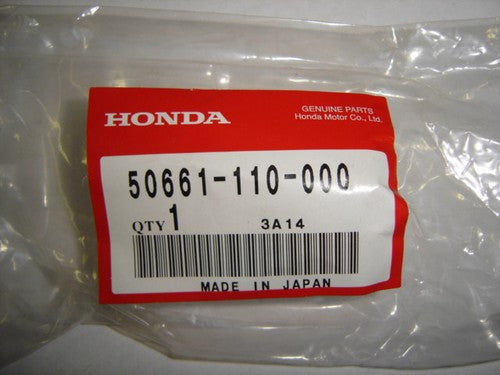 HONDA
GENUINE PARTS
Honda Motor Co., Ltd.
50661-110-000
QTY 1 3A14
MADE IN JAPAN